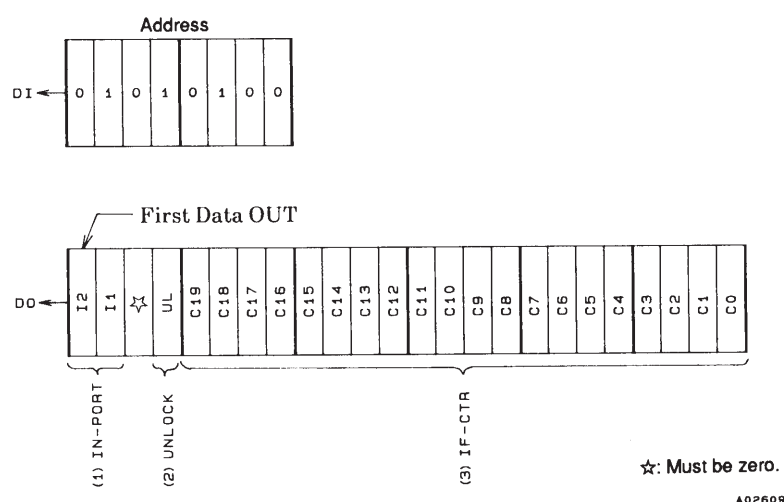 Address
DI 0 1 0 1 0 1 0 0
First Data OUT
DO I2 I1 ☆ UL C19 C18 C17 C16 C15 C14 C13 C12 C11 C10 C9 C8 C7 C6 C5 C4 C3 C2 C1 C0
(1) IN-PORT
(2) UNLOCK
(3) IF-CTR
☆: Must be zero.